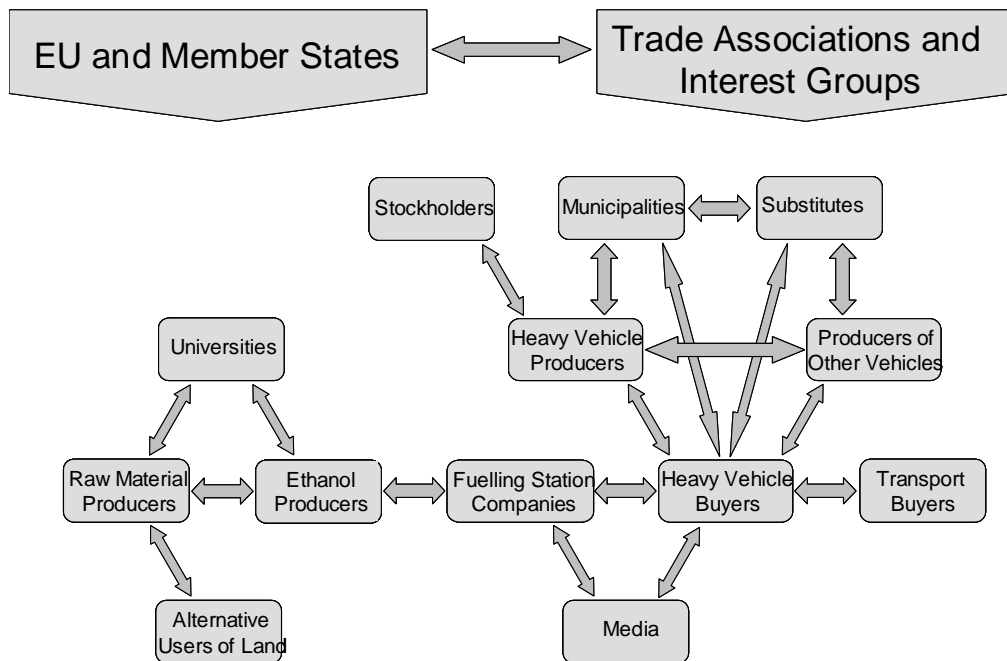 EU and Member States
Trade Associations and
Interest Groups
Stockholders
Municipalities
Substitutes
Universities
Heavy Vehicle
Producers
Producers of
Other Vehicles
Raw Material
Producers
Ethanol
Producers
Fuelling Station
Companies
Heavy Vehicle
Buyers
Transport
Buyers
Alternative
Users of Land
Media